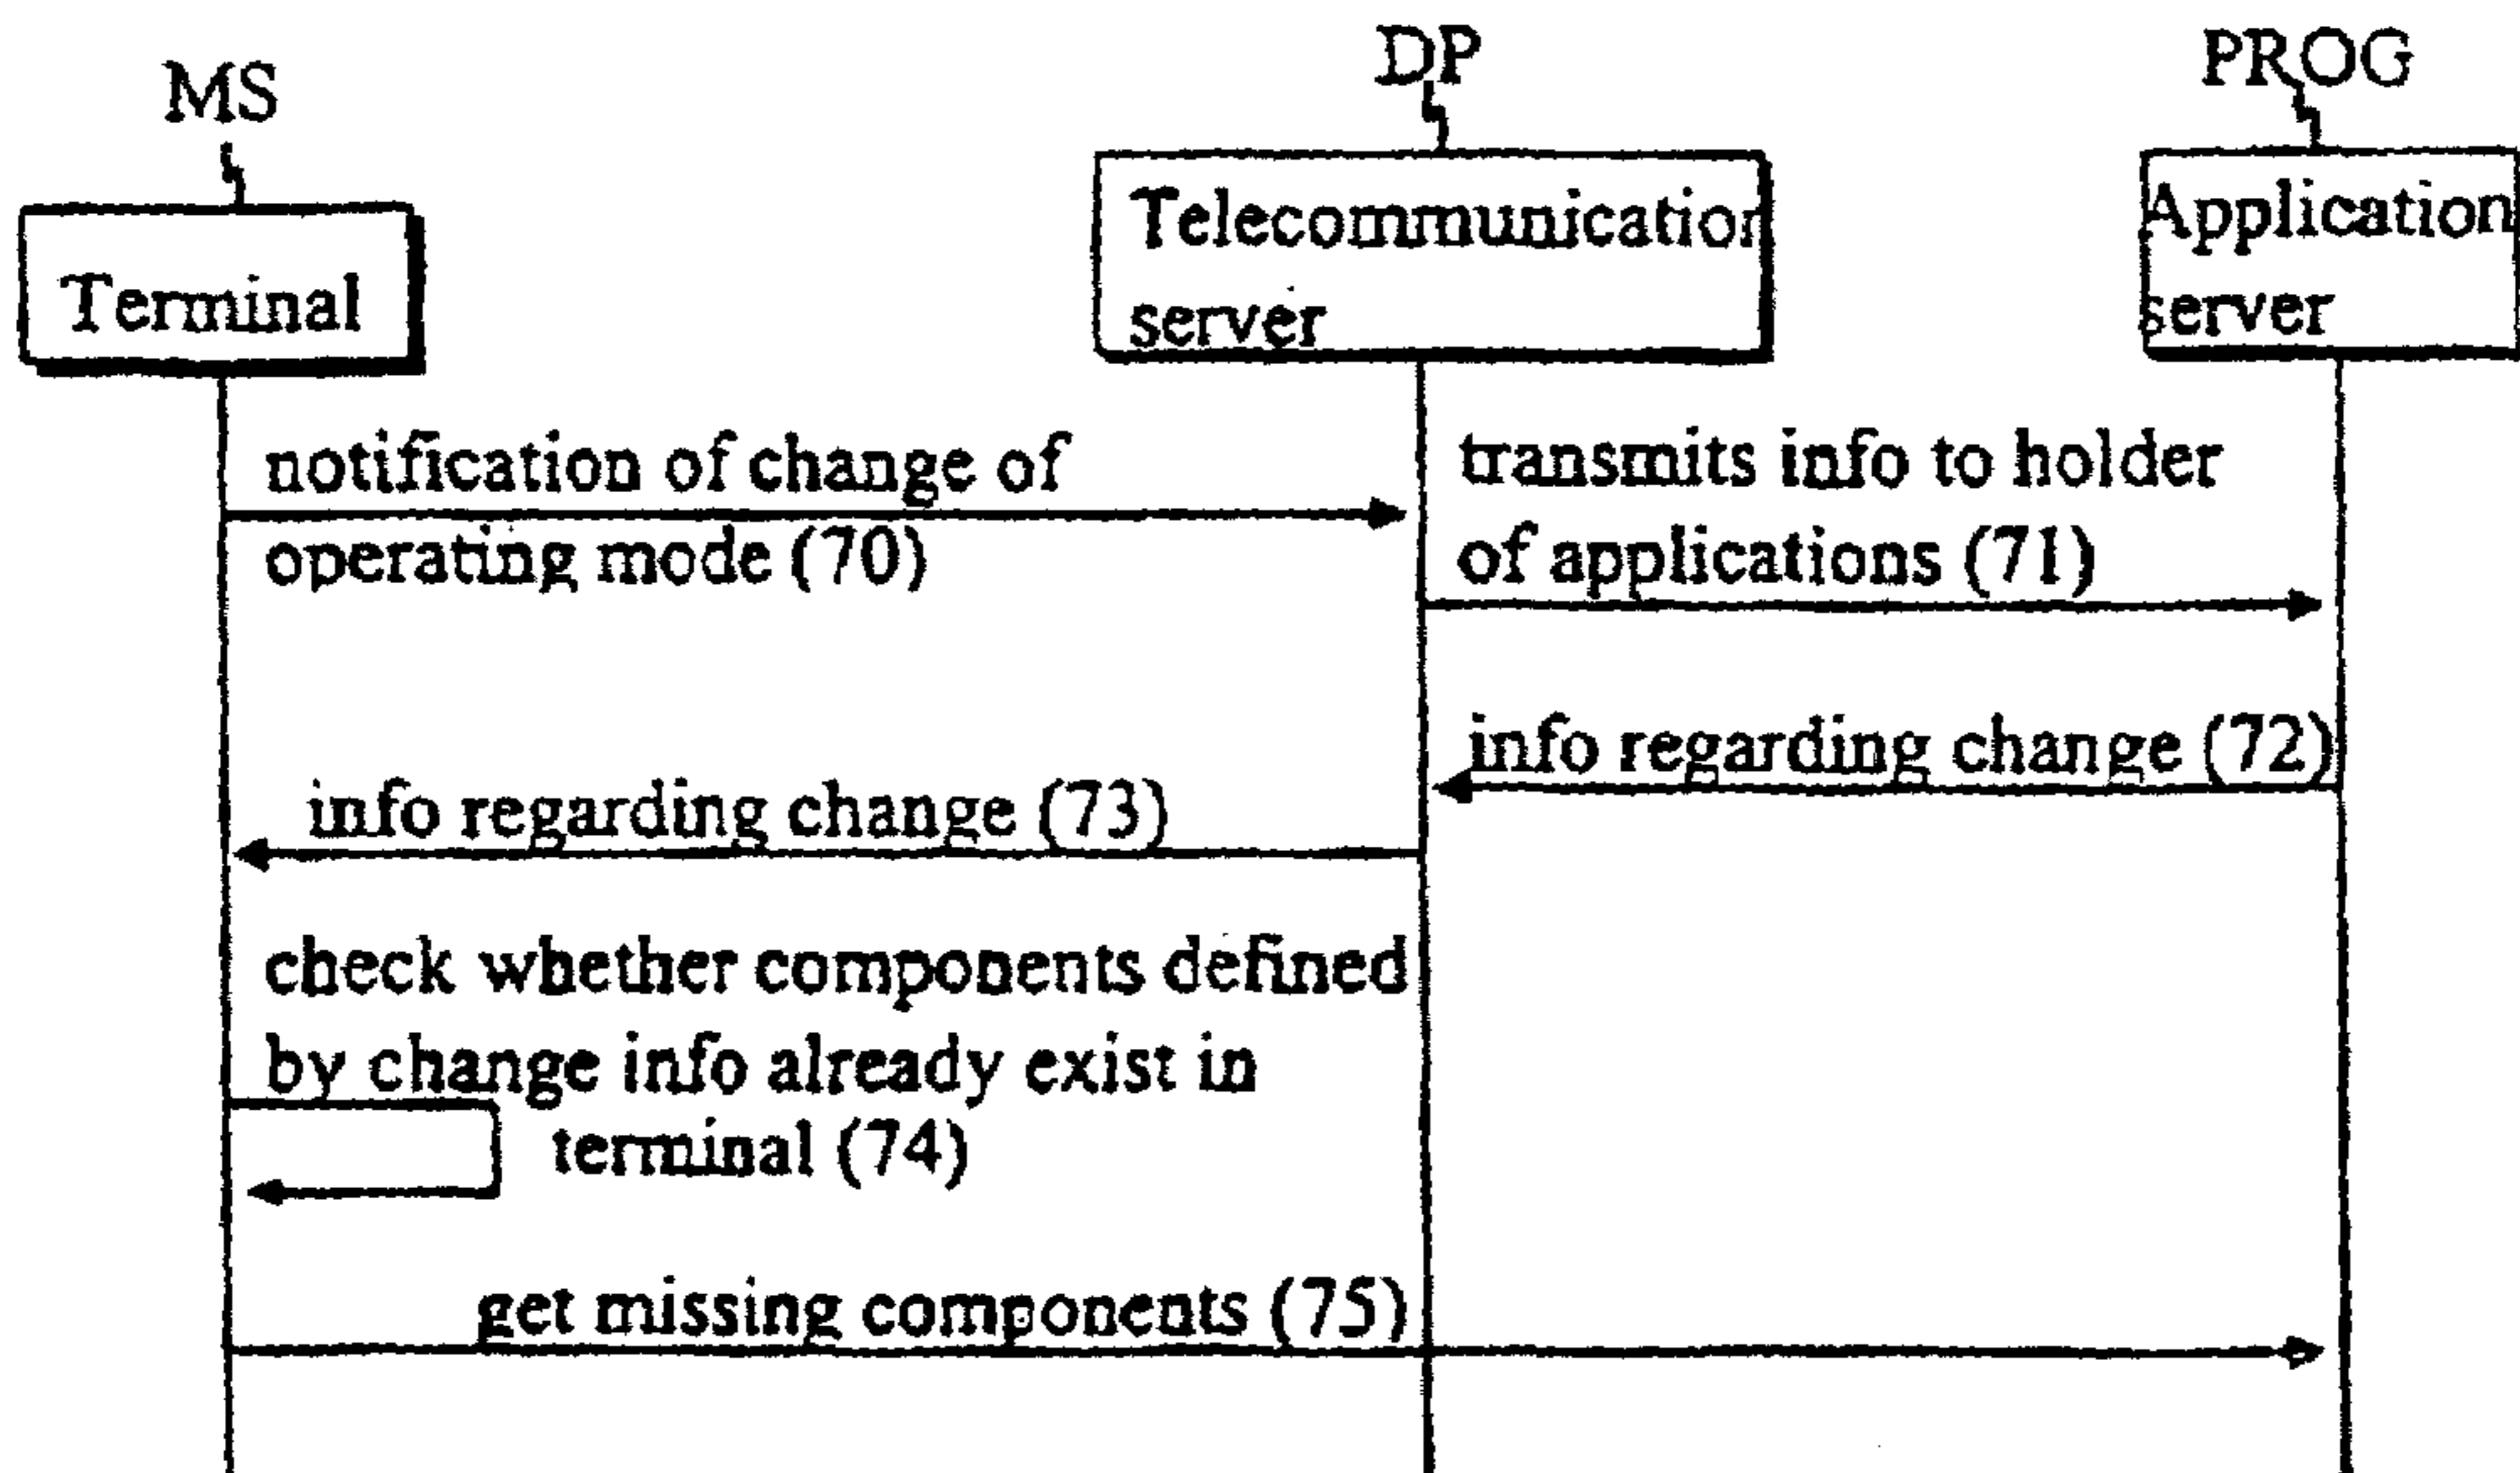 MS
DP
PROG
Terminal
Telecommunication
server
Application
server
notification of change of
operating mode (70)
transmits info to holder
of applications (71)
info regarding change (72)
info regarding change (73)
check whether components defined
by change info already exist in
terminal (74)
get missing components (75)